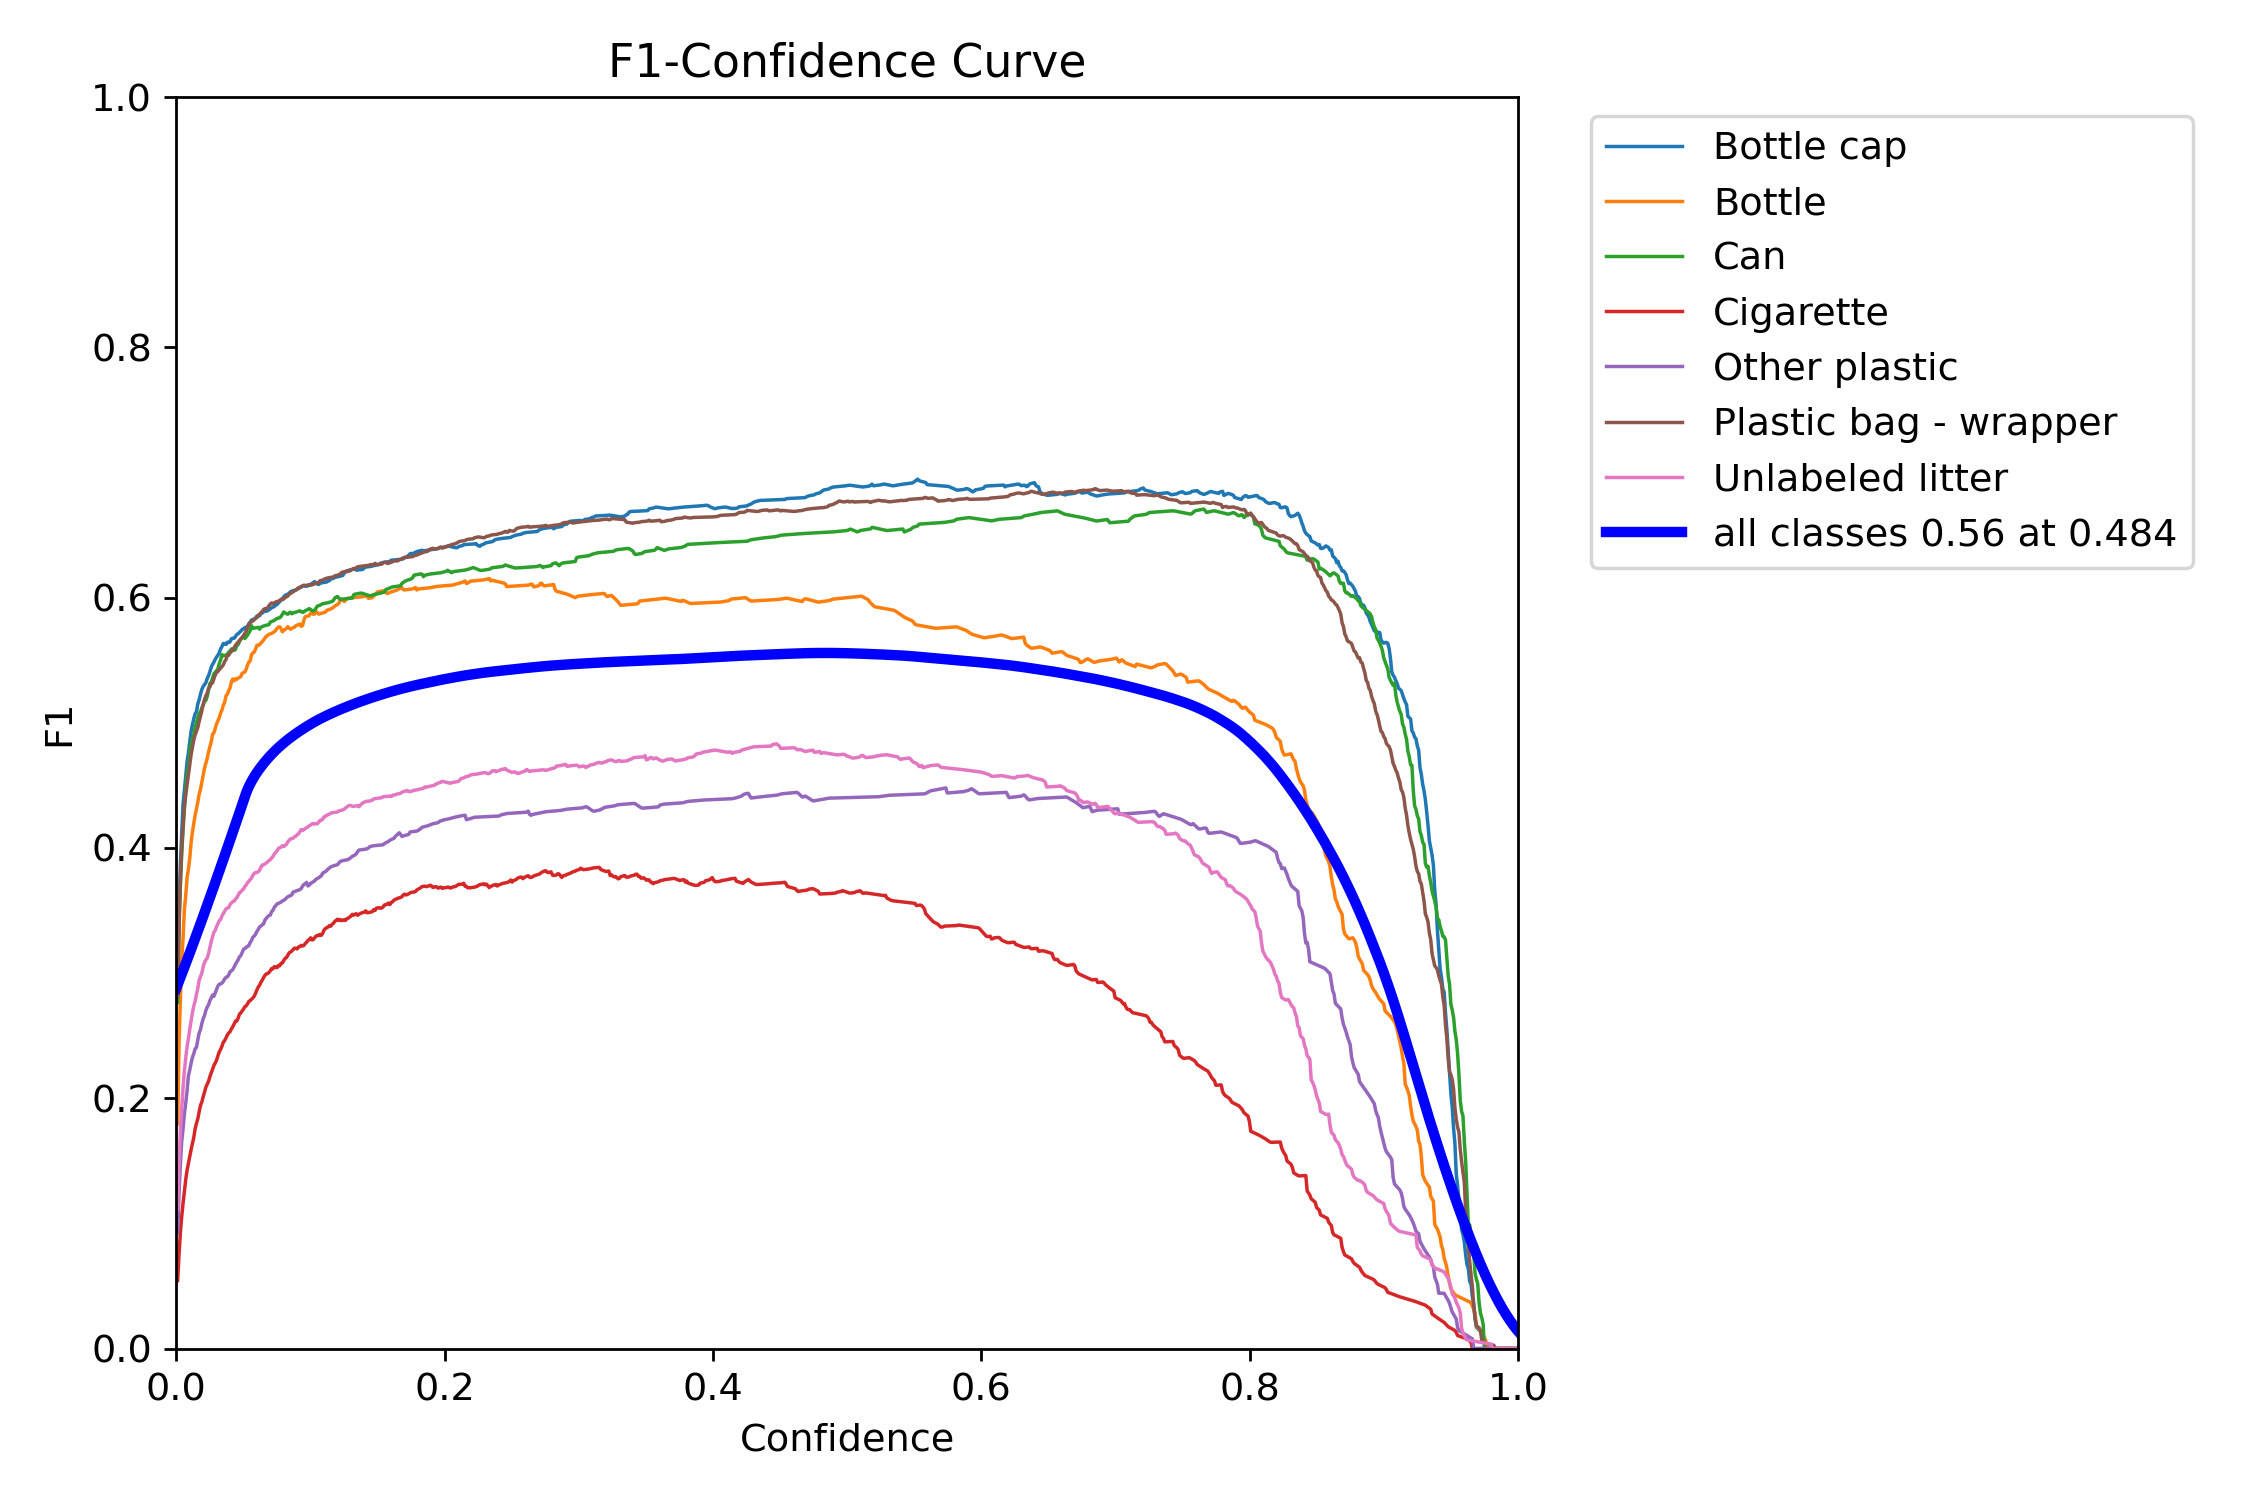 F1-Confidence Curve
1.0
0.8
0.6
0.4
0.2
0.0
F1
0.0 0.2 0.4 0.6 0.8 1.0
Confidence
Bottle cap
Bottle
Can
Cigarette
Other plastic
Plastic bag - wrapper
Unlabeled litter
all classes 0.56 at 0.484